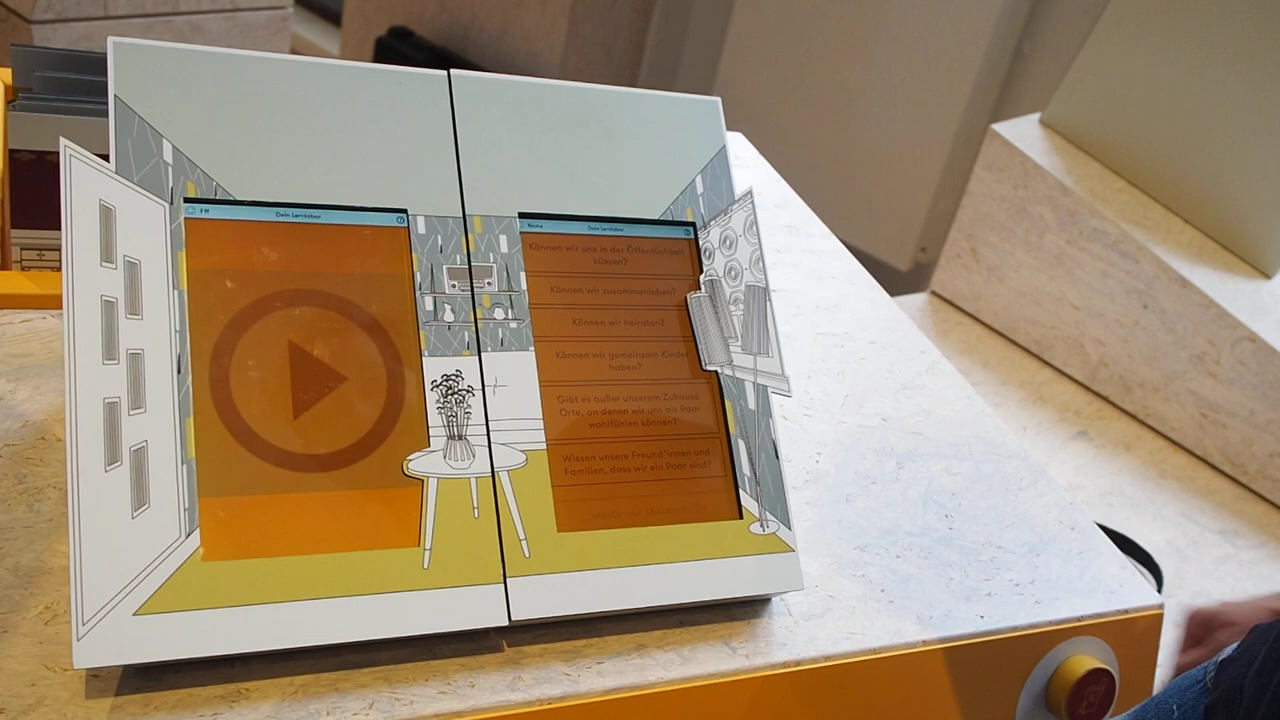 Dein Lernlabor
Name
Dein Lernlabor
Können wir uns in der Öffentlichkeit
küssen?
Können wir zusammenleben?
Können wir heiraten?
Können wir gemeinsam Kinder
haben?
Gibt es außer unserem Zuhause
Orte, an denen wir uns als Paar
wohlfühlen können?
Wissen unsere Freund*innen und
Familien, dass wir ein Paar sind?